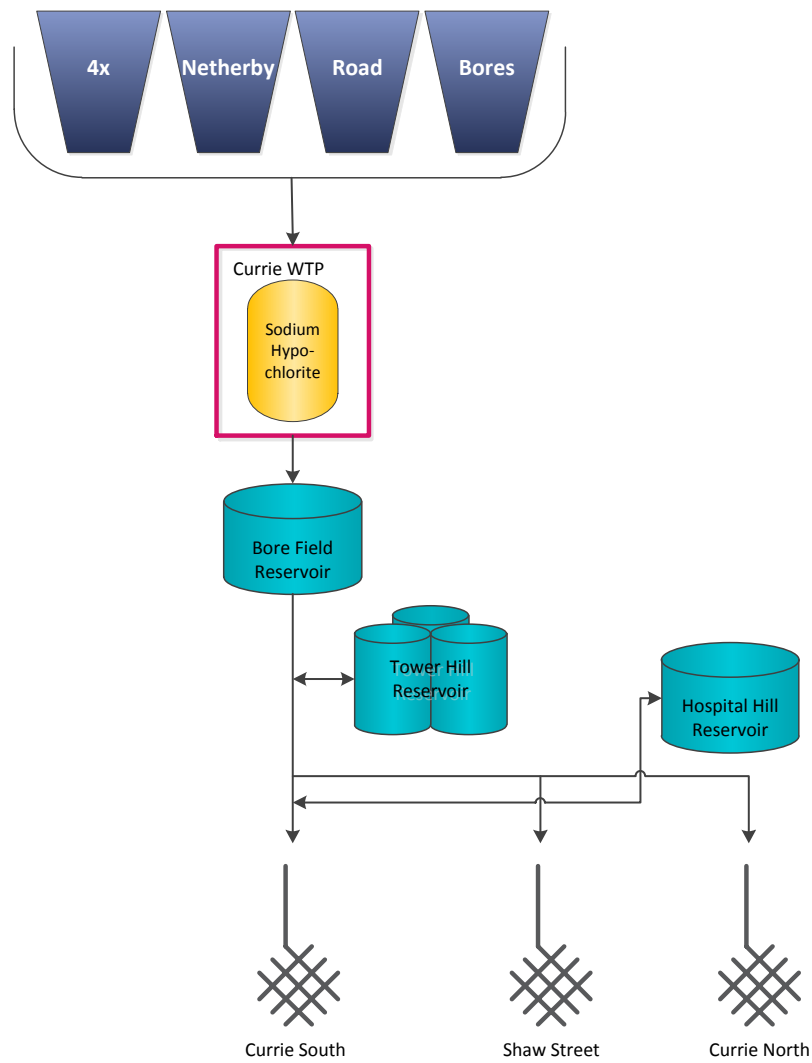 4x Netherby Road Bores
Currie WTP
Sodium
Hypo-
chlorite
Bore Field
Reservoir
Tower Hill
Reservoir
Hospital Hill
Reservoir
Currie South
Shaw Street
Currie North